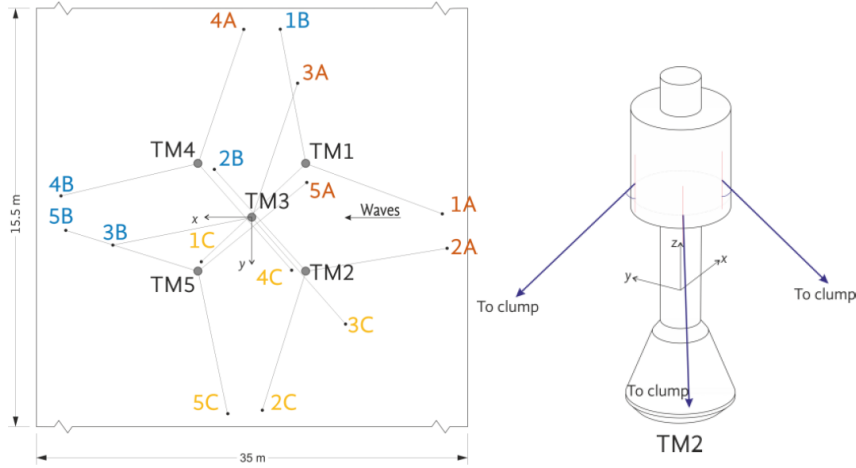 4A
1B
3A
TM4
2B
TM1
4B
5A
TM3
x
Waves
1A
5B
3B
1C
y
2A
TM5
4C
TM2
3C
5C
2C
15.5 m
35 m
z
y
x
To clump
To clump
To clump
TM2